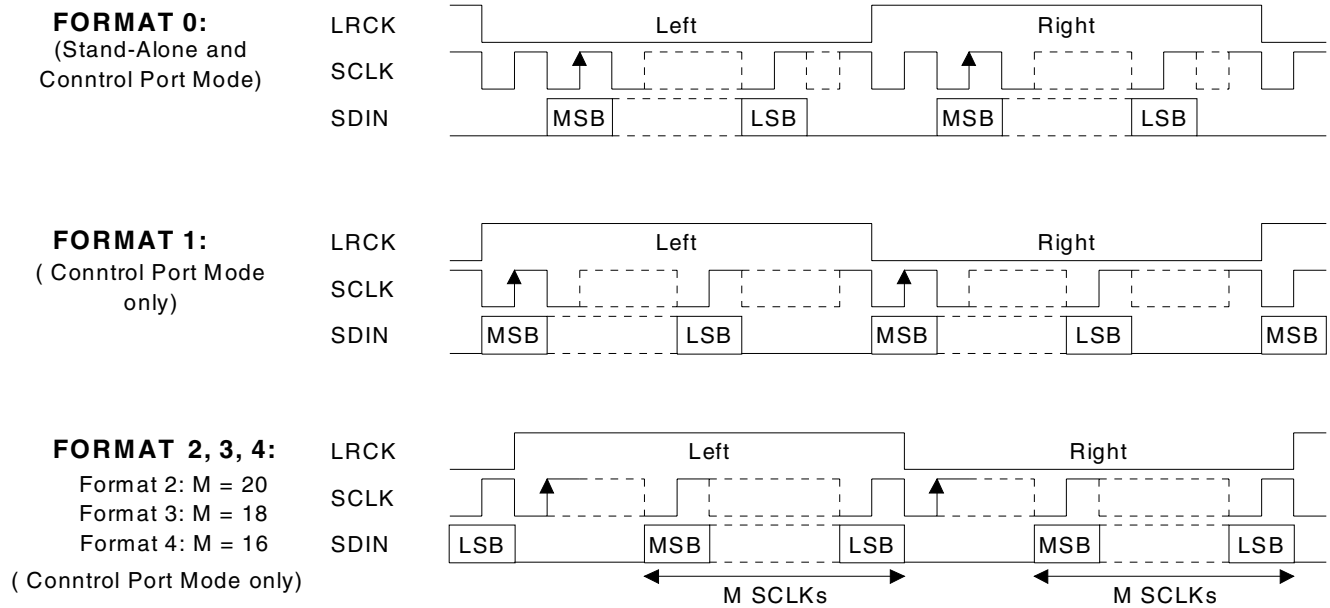 FORMAT 0:
(Stand-Alone and
Conntrol Port Mode)
LRCK
Left
Right
SCLK
SDIN
MSB
LSB
MSB
LSB
FORMAT 1:
( Conntrol Port Mode
only)
LRCK
Left
Right
SCLK
SDIN
MSB
LSB
MSB
LSB
MSB
FORMAT 2, 3, 4:
Format 2: M = 20
Format 3: M = 18
Format 4: M = 16
( Conntrol Port Mode only)
LRCK
Left
Right
SCLK
SDIN
LSB
MSB
LSB
MSB
LSB
M SCLKs
M SCLKs